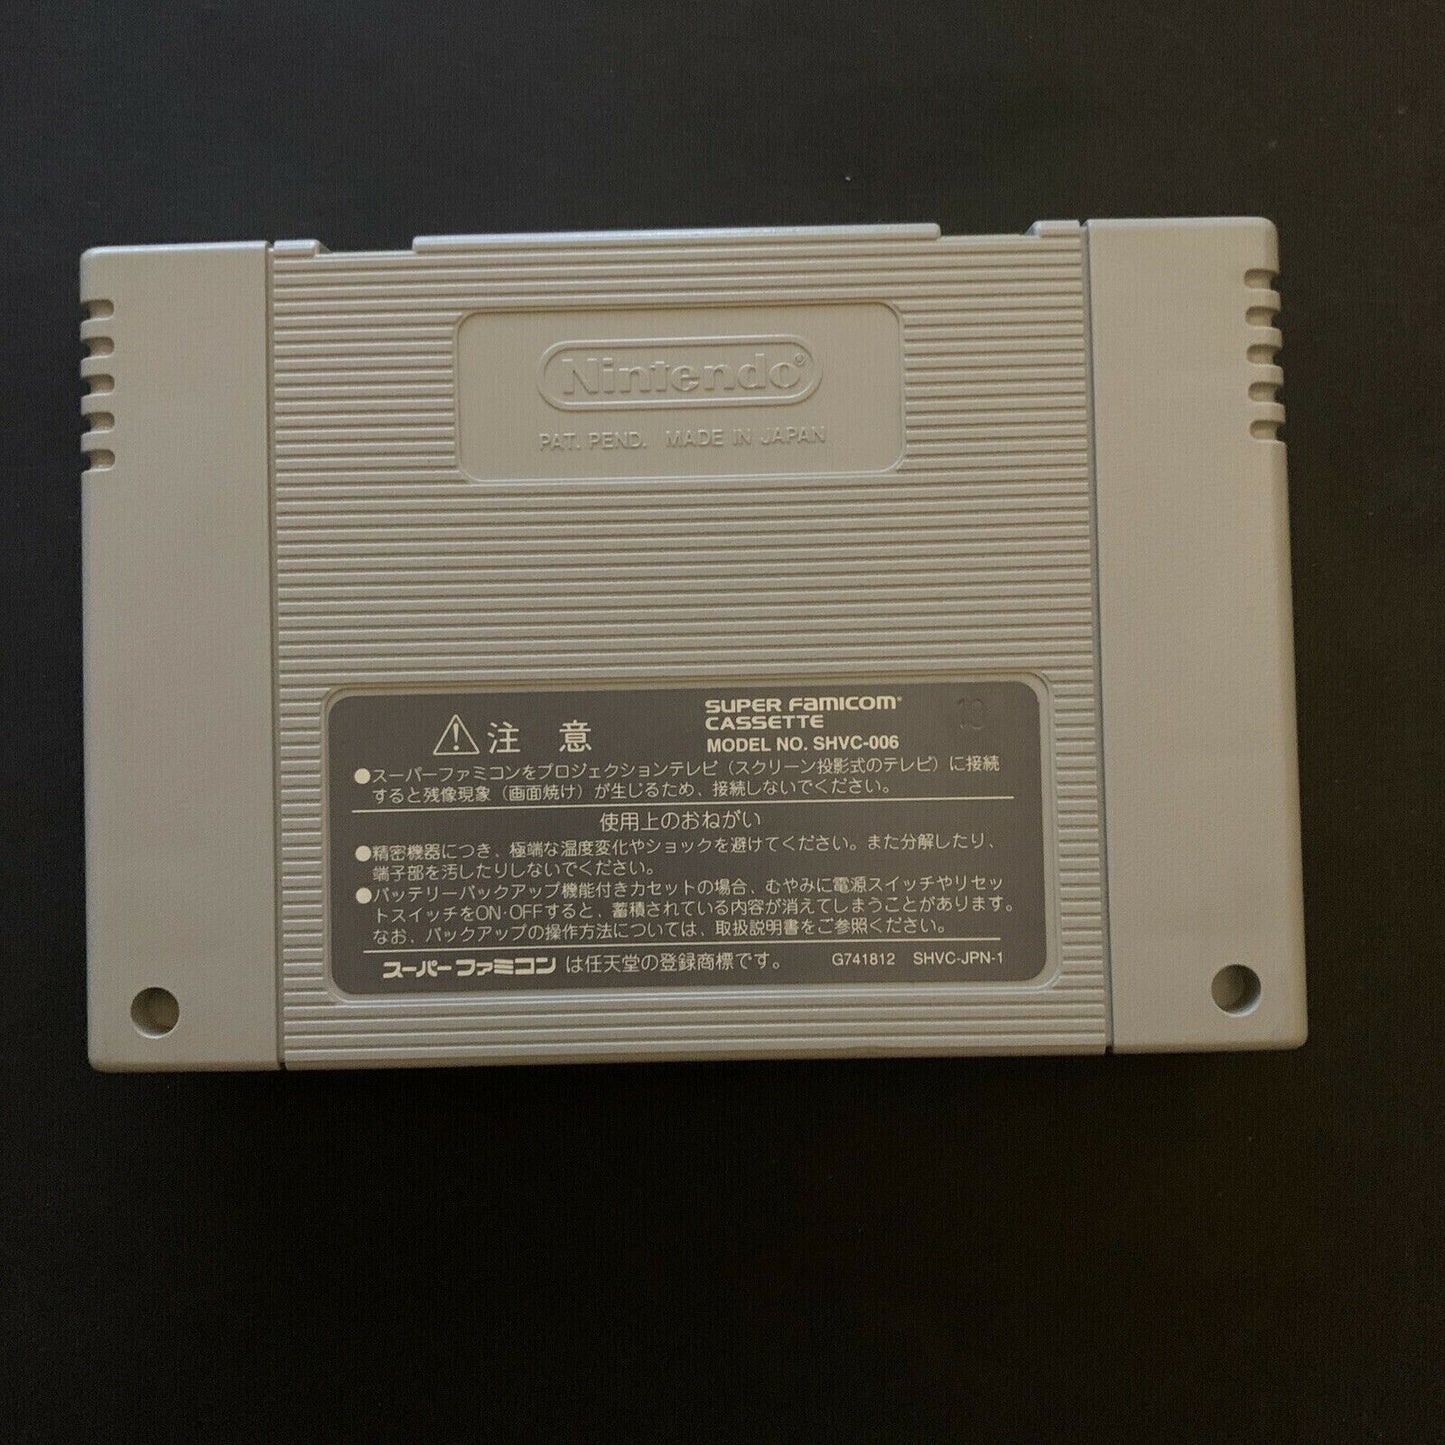 Nintendo®
PAT. PEND. MADE IN JAPAN
⚠注 意
SUPER FAMICOM®
CASSETTE
MODEL NO. SHVC-006
●スーパーファミコンをプロジェクションテレビ（スクリーン投影式のテレビ）に接続
すると残像現象（画面焼け）が生じるため、接続しないでください。
使用上のおねがい
●精密機器につき、極端な温度変化やショックを避けてください。また分解したり、
端子部を汚したりしないでください。
●バッテリーバックアップ機能付きカセットの場合、むやみに電源スイッチやリセッ
トスイッチをON・OFFすると、蓄積されている内容が消えてしまうことがあります。
なお、バックアップの操作方法については、取扱説明書をご参照ください。
スーパーファミコン は任天堂の登録商標です。 G741812 SHVC-JPN-1